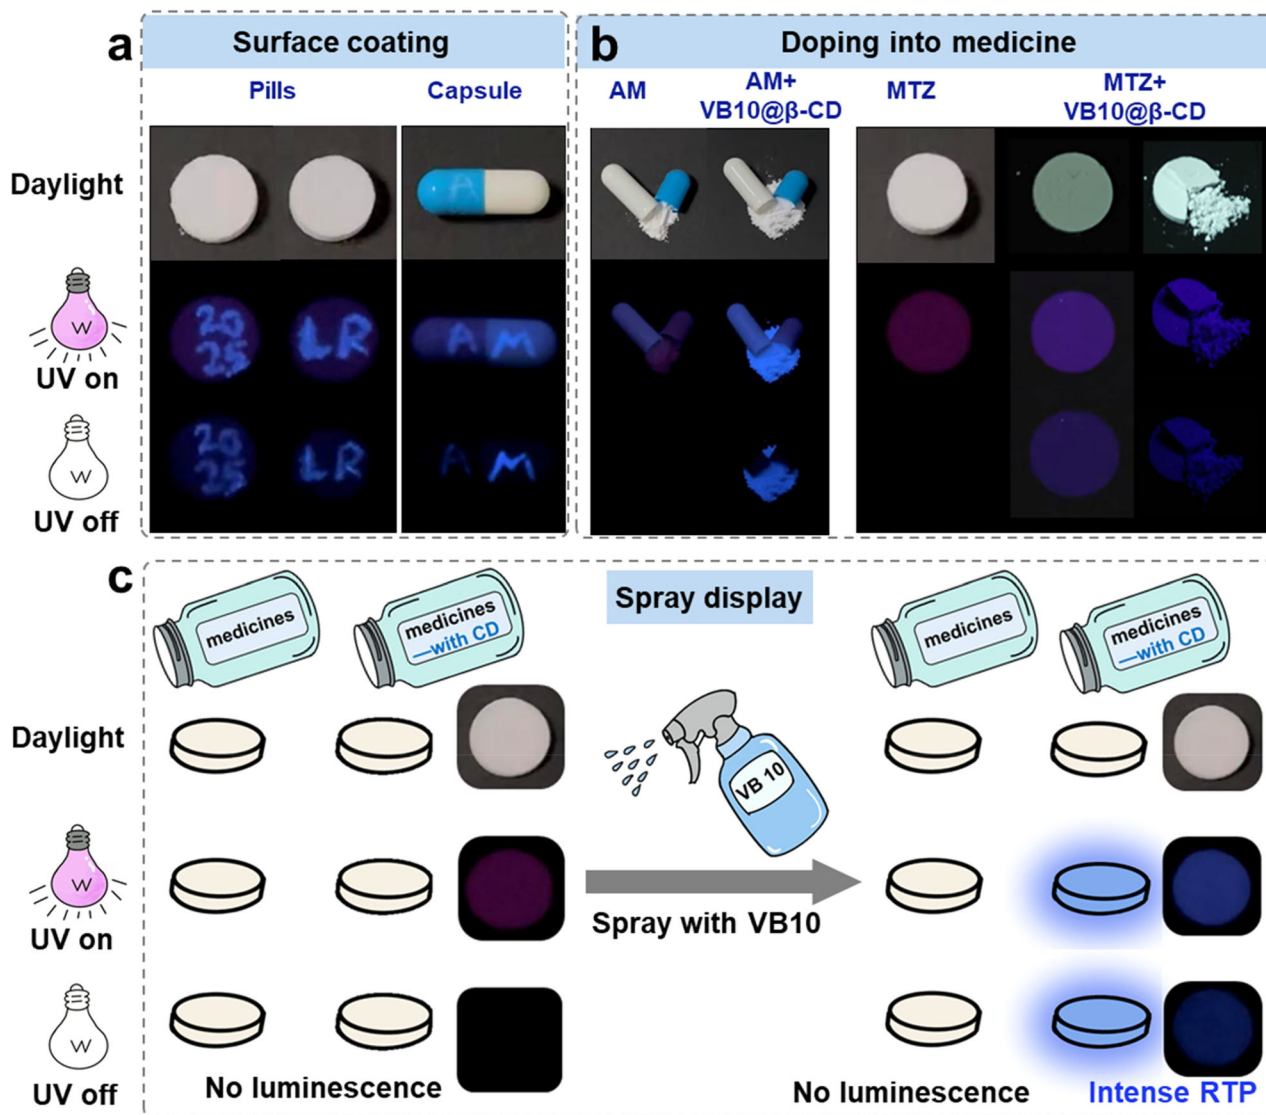 a
Surface coating
b
Doping into medicine
Pills
Capsule
AM
AM+
VB10@β-CD
MTZ
MTZ+
VB10@β-CD
Daylight
A
20
25
LR
A M
UV on
20
25
LR
A M
UV off
c
medicines
medicines
—with CD
Spray display
medicines
medicines
—with CD
Daylight
VB 10
UV on
Spray with VB10
UV off
No luminescence
No luminescence
Intense RTP